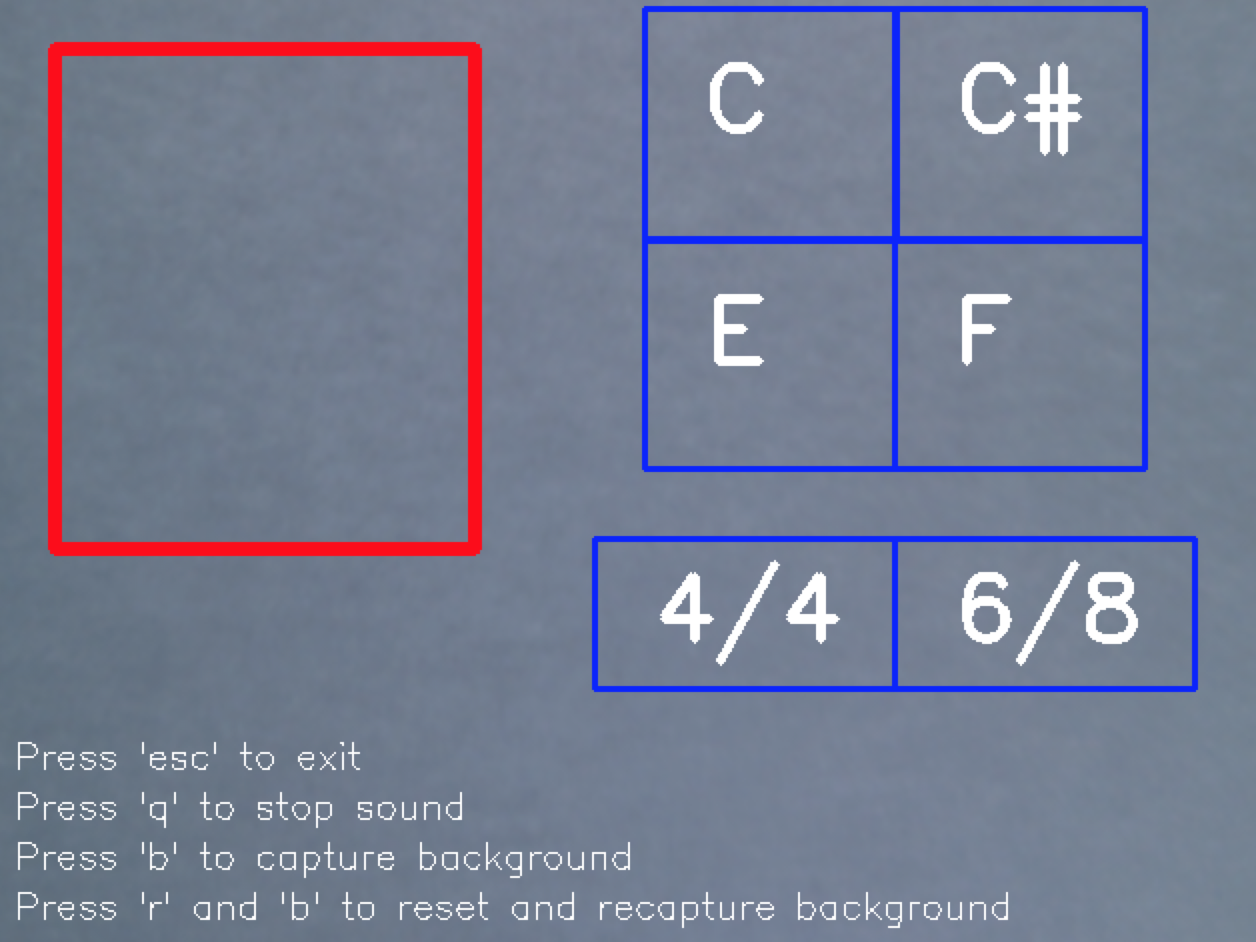 C C#
E F
4/4 6/8
Press 'esc' to exit
Press 'q' to stop sound
Press 'b' to capture background
Press 'r' and 'b' to reset and recapture background